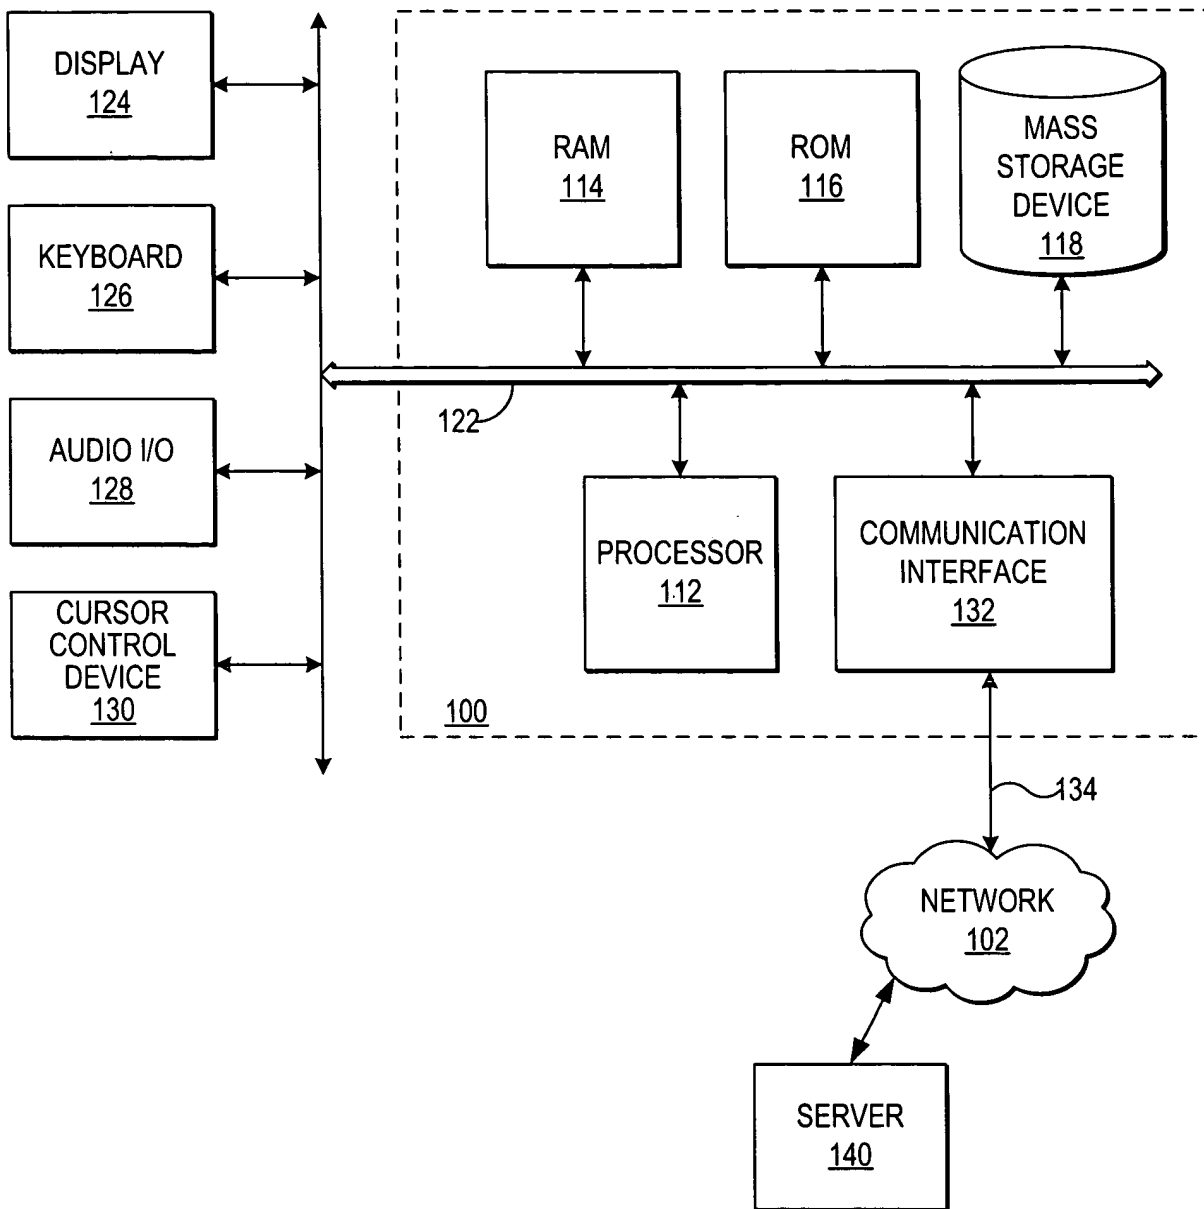 DISPLAY
124
KEYBOARD
126
AUDIO I/O
128
CURSOR
CONTROL
DEVICE
130
RAM
114
ROM
116
MASS
STORAGE
DEVICE
118
122
PROCESSOR
112
COMMUNICATION
INTERFACE
132
100
134
NETWORK
102
SERVER
140